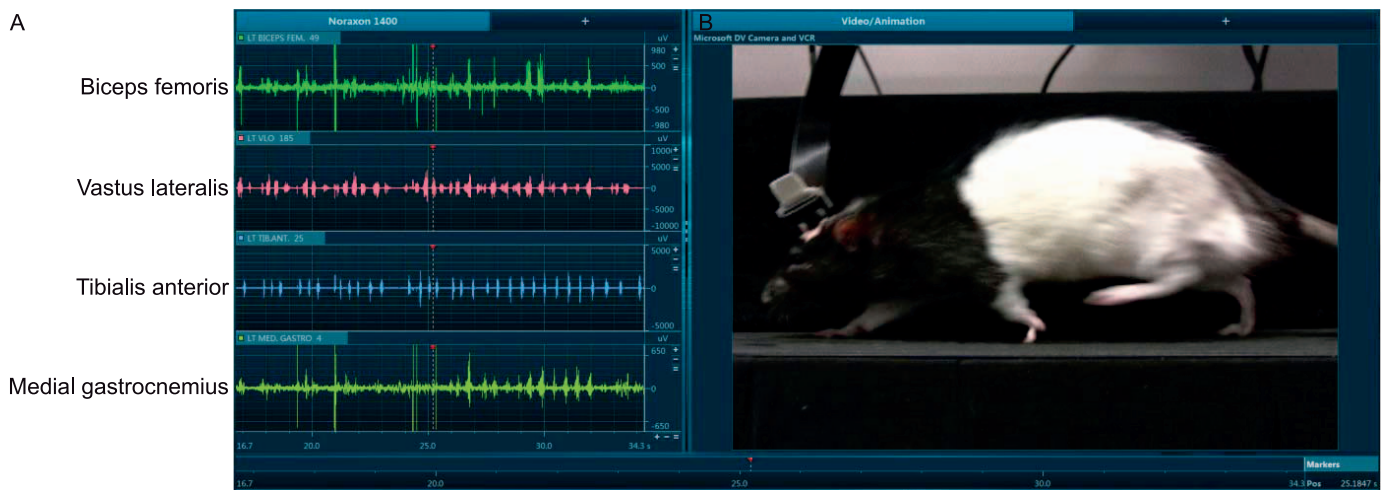 A
Noraxon 1400
+
B
Video/Animation
+
LT BICEPS FEM. 49
uV
Microsoft DV Camera and VCR
Biceps femoris
980
500
0
-500
-980
LT VLO 185
uV
Vastus lateralis
10000
5000
0
-5000
-10000
LT TIB.ANT. 25
uV
Tibialis anterior
5000
0
-5000
LT MED. GASTRO 4
uV
Medial gastrocnemius
650
0
-650
16.7 20.0 25.0 30.0 34.3 s
Markers
16.7 20.0 25.0 30.0 34.3 Pos 25.1847 s